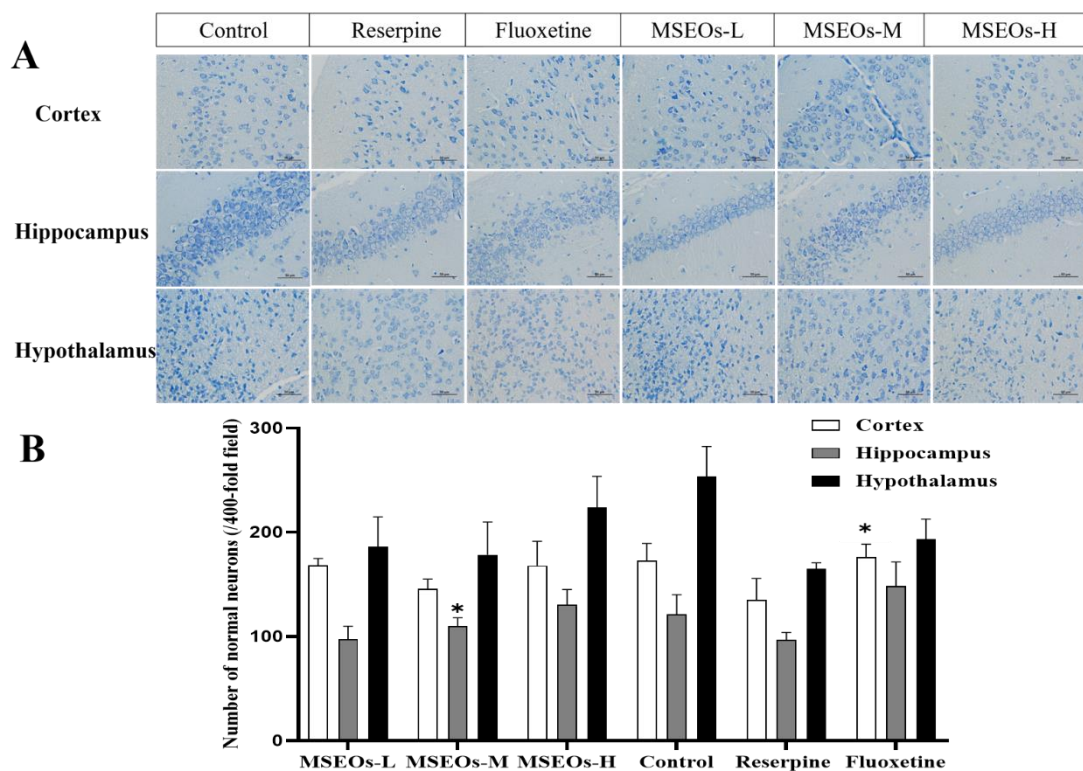 Control Reserpine Fluoxetine MSEOs-L MSEOs-M MSEOs-H
A
Cortex
Hippocampus
Hypothalamus
B
Number of normal neurons (/400-fold field)
300
200
100
0
Cortex
Hippocampus
Hypothalamus
*
*
MSEOs-L MSEOs-M MSEOs-H Control Reserpine Fluoxetine